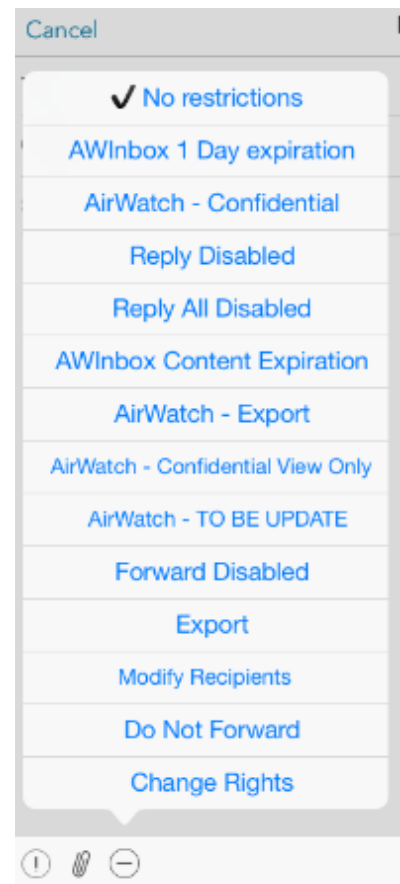 Cancel
✔ No restrictions
AWInbox 1 Day expiration
AirWatch - Confidential
Reply Disabled
Reply All Disabled
AWInbox Content Expiration
AirWatch - Export
AirWatch - Confidential View Only
AirWatch - TO BE UPDATE
Forward Disabled
Export
Modify Recipients
Do Not Forward
Change Rights